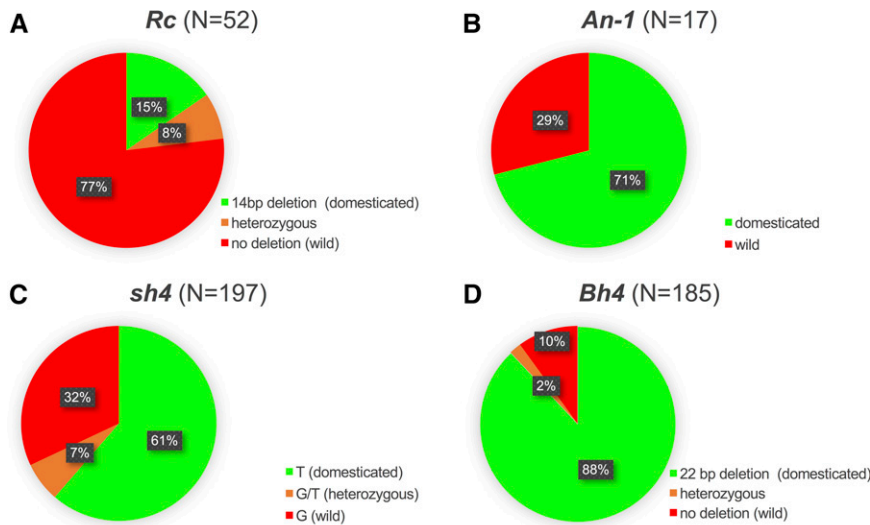 A
Rc (N=52)
15%
8%
77%
14bp deletion (domesticated)
heterozygous
no deletion (wild)
B
An-1 (N=17)
29%
71%
domesticated
wild
C
sh4 (N=197)
32%
7%
61%
T (domesticated)
G/T (heterozygous)
G (wild)
D
Bh4 (N=185)
10%
2%
88%
22 bp deletion (domesticated)
heterozygous
no deletion (wild)